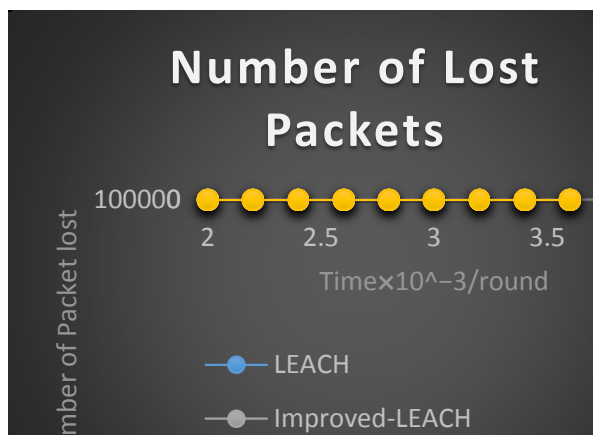 Number of Lost
Packets
100000
2 2.5 3 3.5
Time×10^−3/round
of Packet lost
LEACH
Improved-LEACH